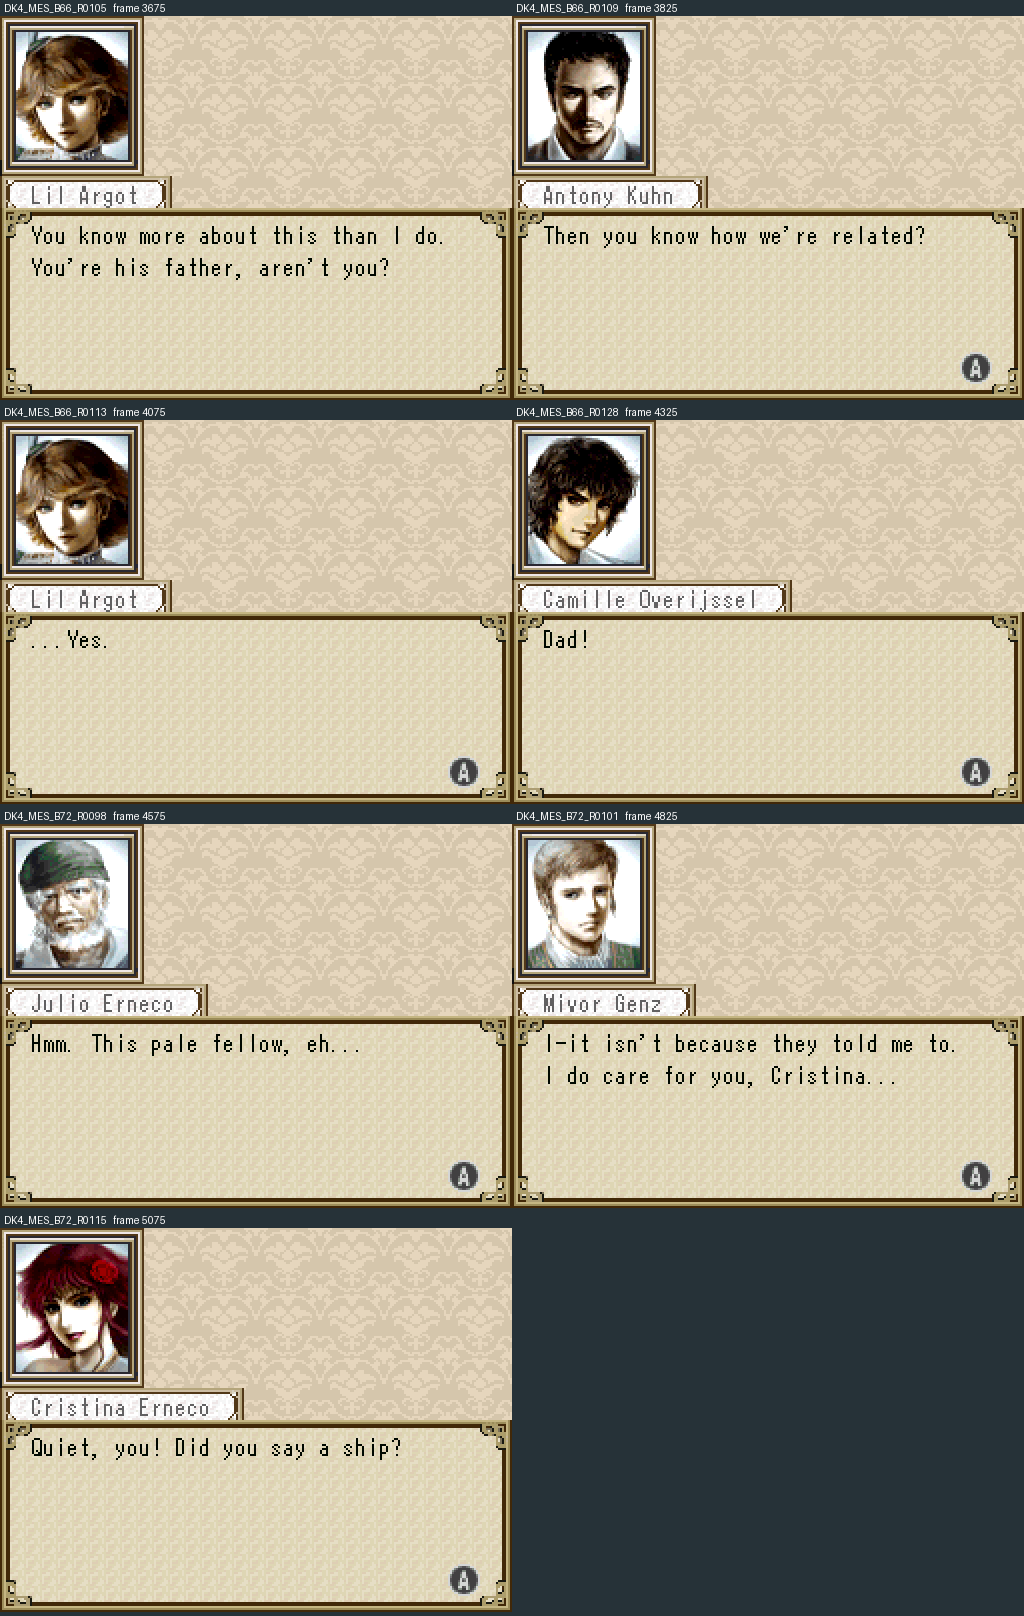 DK4_MES_B66_R0105 frame 3675
Lil Argot
You know more about this than I do.
You're his father, aren't you?
DK4_MES_B66_R0109 frame 3825
Antony Kuhn
Then you know how we're related?
A
DK4_MES_B66_R0113 frame 4075
Lil Argot
...Yes.
A
DK4_MES_B66_R0128 frame 4325
Camille Overijssel
Dad!
A
DK4_MES_B72_R0098 frame 4575
Julio Erneco
Hmm. This pale fellow, eh...
A
DK4_MES_B72_R0101 frame 4825
Mivor Genz
I-it isn't because they told me to.
I do care for you, Cristina...
A
DK4_MES_B72_R0115 frame 5075
Cristina Erneco
Quiet, you! Did you say a ship?
A